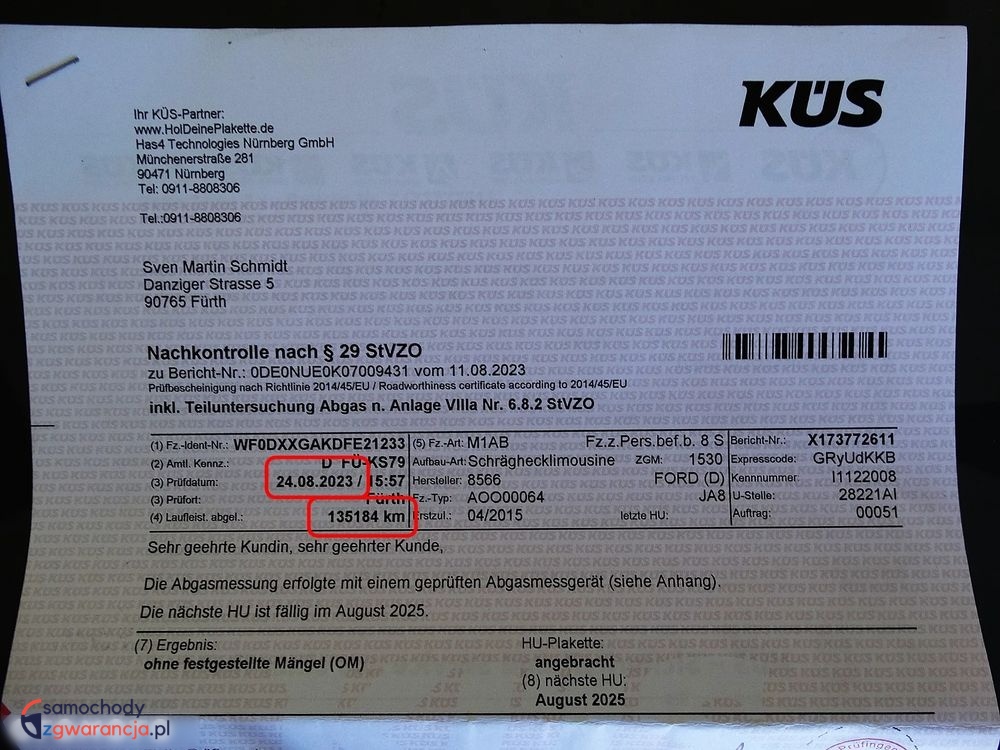 KÜS
Ihr KÜS-Partner:
www.HolDeinePlakette.de
Has4 Technologies Nürnberg GmbH
Münchenerstraße 281
90471 Nürnberg
Tel: 0911-8808306
Tel.:0911-8808306
Sven Martin Schmidt
Danziger Strasse 5
90765 Fürth
Nachkontrolle nach § 29 StVZO
zu Bericht-Nr.: 0DE0NUE0K07009431 vom 11.08.2023
Prüfbescheinigung nach Richtlinie 2014/45/EU / Roadworthiness certificate according to 2014/45/EU
inkl. Teiluntersuchung Abgas n. Anlage VIIIa Nr. 6.8.2 StVZO
(1) Fz.-Ident-Nr.: WF0DXXGAKDFE21233 (5) Fz.-Art: M1AB Fz.z.Pers.bef.b. 8 S Bericht-Nr.: X173772611
(2) Amtl. Kennz.: D FÜ-KS79 Aufbau-Art: Schräghecklimousine ZGM: 1530 Expresscode: GRyUdKKB
(3) Prüfdatum: 24.08.2023 / 15:57 Hersteller: 8566 FORD (D) Kennnummer: I1122008
(3) Prüfort: Fürth Fz.-Typ: AOO00064 JA8 U-Stelle: 28221AI
(4) Laufleist. abgel.: 135184 km Erstzul.: 04/2015 letzte HU: Auftrag: 00051
Sehr geehrte Kundin, sehr geehrter Kunde,
Die Abgasmessung erfolgte mit einem geprüften Abgasmessgerät (siehe Anhang).
Die nächste HU ist fällig im August 2025.
(7) Ergebnis: HU-Plakette:
ohne festgestellte Mängel (OM) angebracht
(8) nächste HU:
August 2025
samochody
zgwarancja.pl